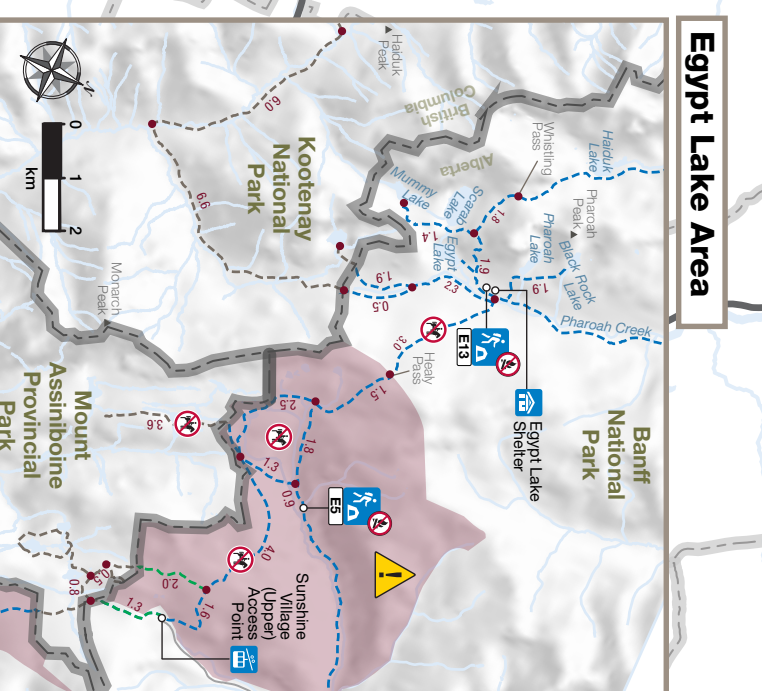 Egypt Lake Area
Haiduk
Peak
British
Columbia
Alberta
Whistling
Pass
Haiduk
Lake
Pharoah
Peak
Pharoah
Lake
Black Rock
Lake
Pharoah Creek
Mummy
Lake
Scarab
Lake
Egypt
Lake
Kootenay
National
Park
6.0
9.9
N
0
1
2
km
1.8
1.4
1.9
1.9
2.3
1.9
0.5
3.0
E13
Egypt Lake
Shelter
Banff
National
Park
Healy
Pass
1.5
Monarch
Peak
Mount
Assiniboine
Provincial
Park
3.6
2.5
1.8
1.3
0.9
E5
!
4.0
Sunshine
Village
(Upper)
Access
Point
2.0
1.6
1.3
0.5
0.8